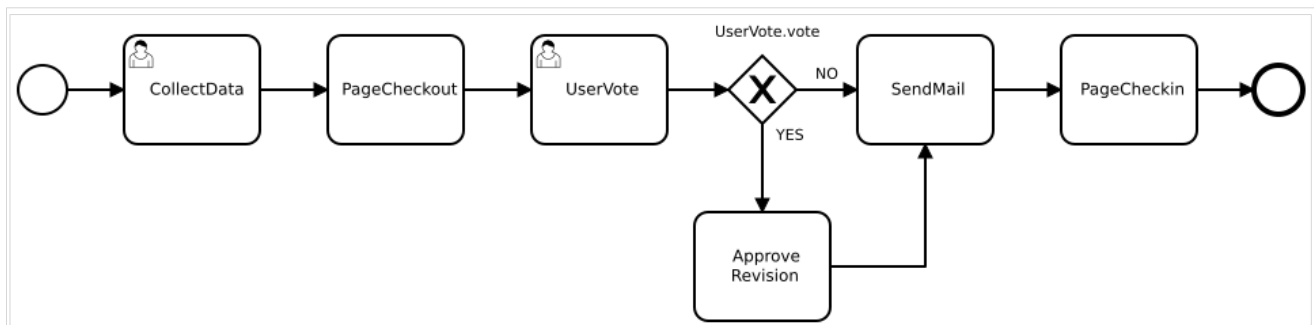 UserVote.vote
CollectData
PageCheckout
UserVote
NO
SendMail
PageCheckin
YES
Approve
Revision